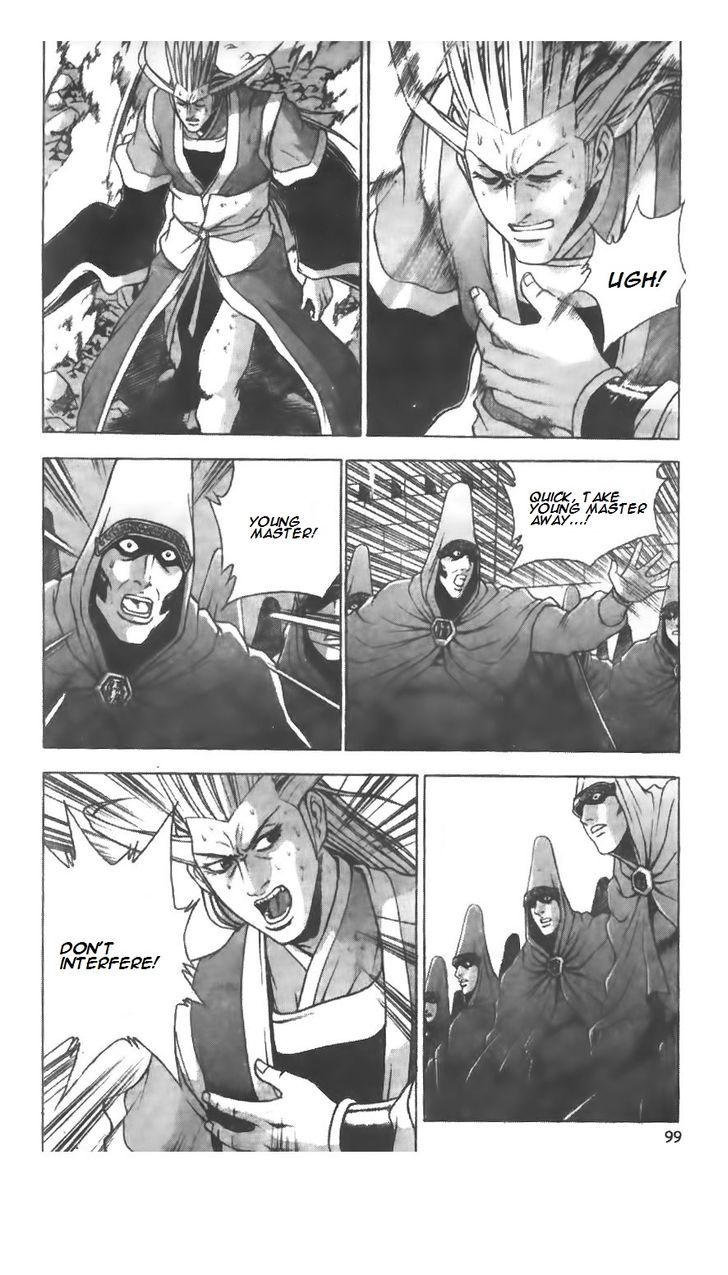 UGH!
YOUNG
MASTER!
QUICK, TAKE
YOUNG MASTER
AWAY...!
DON'T
INTERFERE!
99